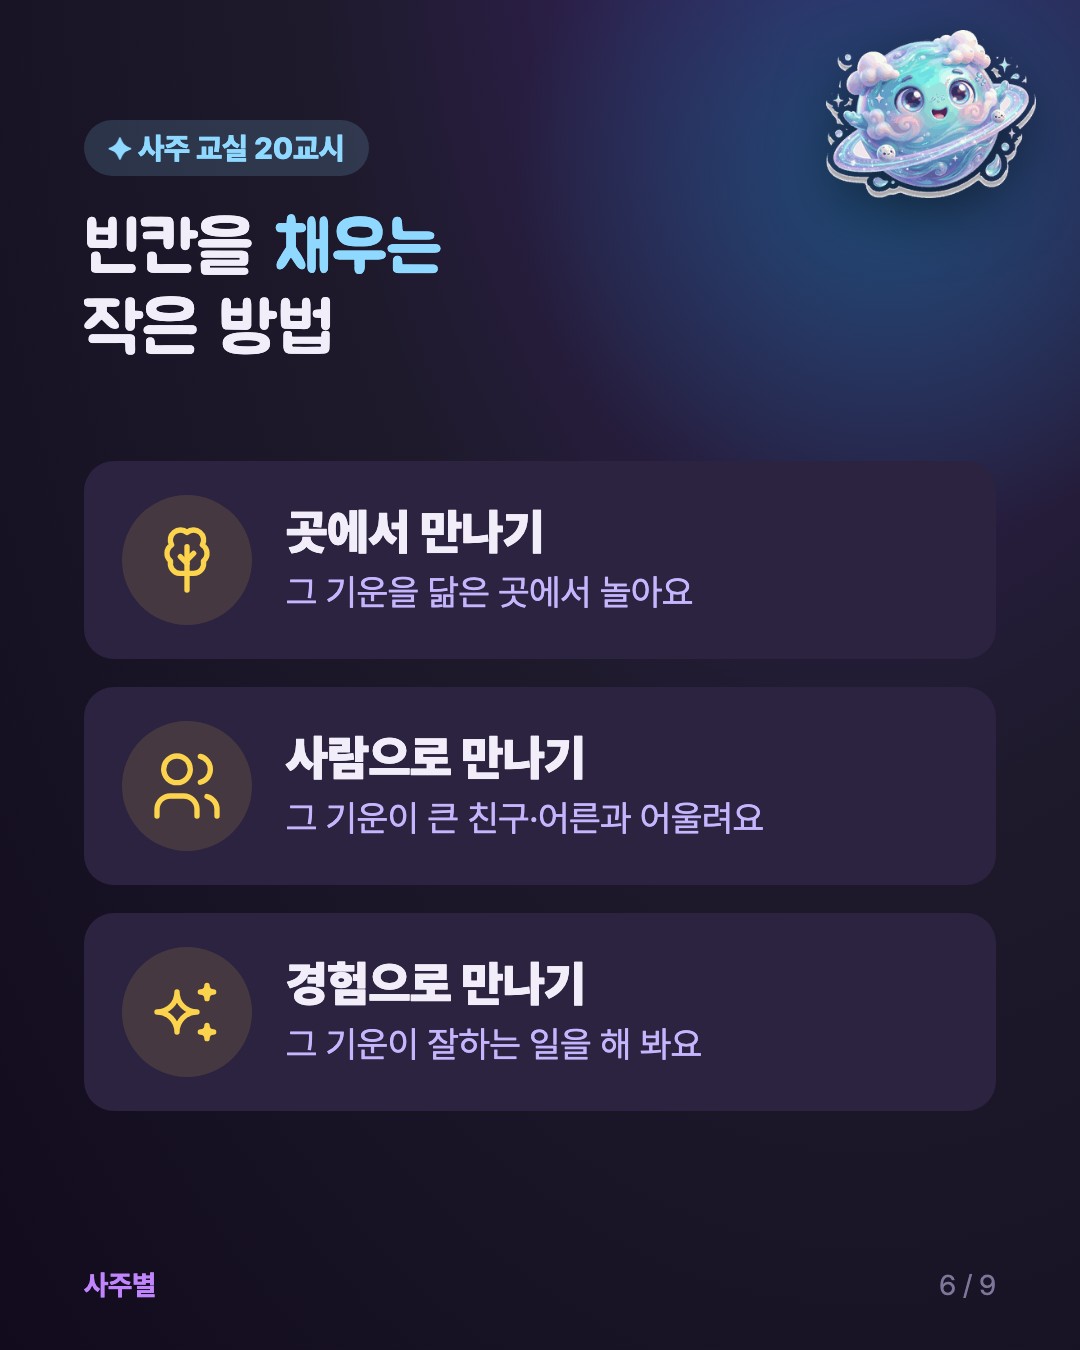 ✦ 사주 교실 20교시
빈칸을 채우는
작은 방법
곳에서 만나기
그 기운을 닮은 곳에서 놀아요
사람으로 만나기
그 기운이 큰 친구·어른과 어울려요
경험으로 만나기
그 기운이 잘하는 일을 해 봐요
사주별
6 / 9